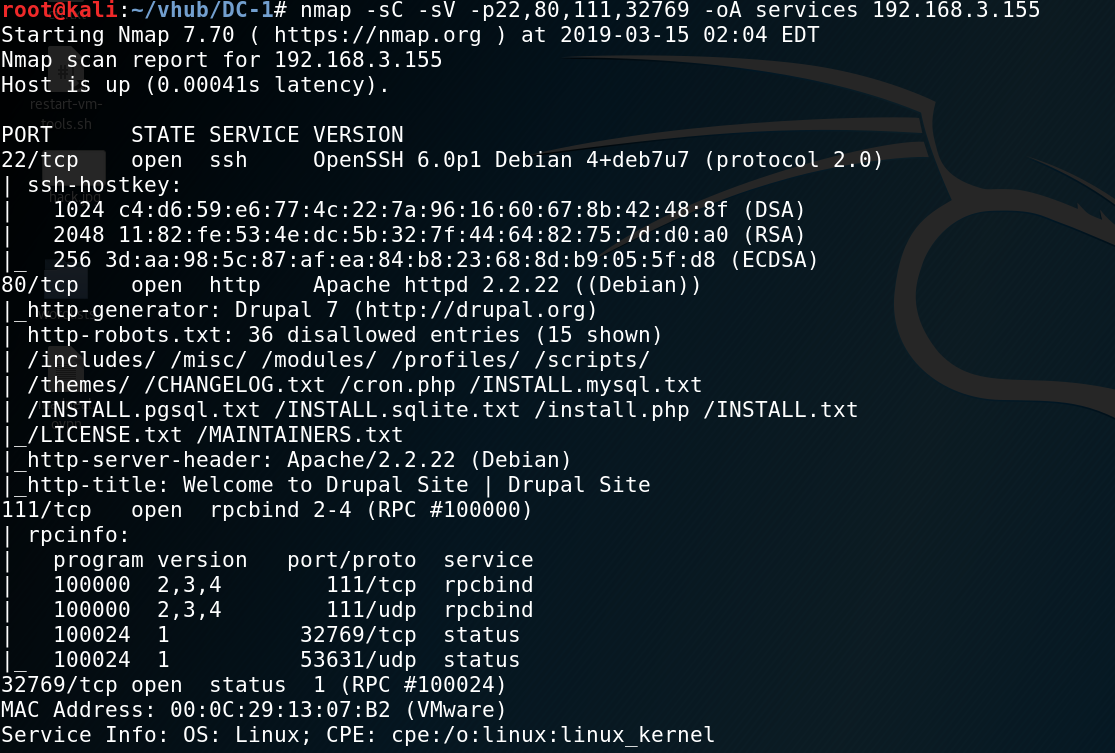 root@kali:~/vhub/DC-1# nmap -sC -sV -p22,80,111,32769 -oA services 192.168.3.155
Starting Nmap 7.70 ( https://nmap.org ) at 2019-03-15 02:04 EDT
Nmap scan report for 192.168.3.155
Host is up (0.00041s latency).
restart-vm-
tools.sh
PORT      STATE SERVICE VERSION
22/tcp    open  ssh     OpenSSH 6.0p1 Debian 4+deb7u7 (protocol 2.0)
| ssh-hostkey:
|   1024 c4:d6:59:e6:77:4c:22:7a:96:16:60:67:8b:42:48:8f (DSA)
|   2048 11:82:fe:53:4e:dc:5b:32:7f:44:64:82:75:7d:d0:a0 (RSA)
|_  256 3d:aa:98:5c:87:af:ea:84:b8:23:68:8d:b9:05:5f:d8 (ECDSA)
80/tcp    open  http    Apache httpd 2.2.22 ((Debian))
|_http-generator: Drupal 7 (http://drupal.org)
| http-robots.txt: 36 disallowed entries (15 shown)
| /includes/ /misc/ /modules/ /profiles/ /scripts/
| /themes/ /CHANGELOG.txt /cron.php /INSTALL.mysql.txt
| /INSTALL.pgsql.txt /INSTALL.sqlite.txt /install.php /INSTALL.txt
|_/LICENSE.txt /MAINTAINERS.txt
|_http-server-header: Apache/2.2.22 (Debian)
|_http-title: Welcome to Drupal Site | Drupal Site
111/tcp   open  rpcbind 2-4 (RPC #100000)
| rpcinfo:
|   program version   port/proto  service
|   100000  2,3,4        111/tcp  rpcbind
|   100000  2,3,4        111/udp  rpcbind
|   100024  1          32769/tcp  status
|_  100024  1          53631/udp  status
32769/tcp open  status  1 (RPC #100024)
MAC Address: 00:0C:29:13:07:B2 (VMware)
Service Info: OS: Linux; CPE: cpe:/o:linux:linux_kernel